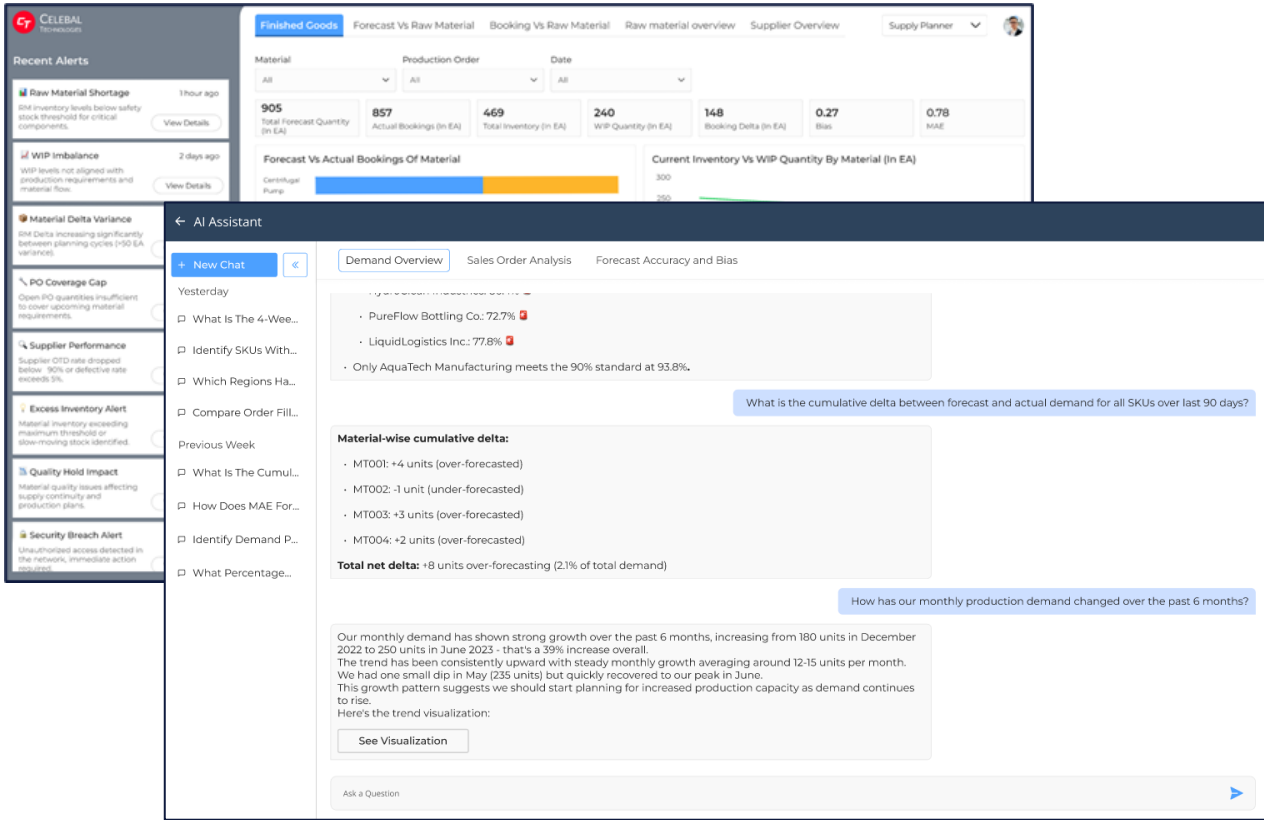 CT CELEBAL
TECHNOLOGIES
Recent Alerts
Raw Material Shortage 1 hour ago
RM inventory levels below safety
stock threshold for critical
components.
View Details
WIP Imbalance 2 days ago
WIP levels not aligned with
production requirements and
material flow.
View Details
Material Delta Variance
RM Delta increasing significantly
between planning cycles (>50 EA
variance).
PO Coverage Gap
Open PO quantities insufficient
to cover upcoming material
requirements.
Supplier Performance
Supplier OTD rate dropped
below 90% or defective rate
exceeds 5%.
Excess Inventory Alert
Material inventory exceeding
maximum threshold or
slow-moving stock identified.
Quality Hold Impact
Material quality issues affecting
supply continuity and
production plans.
Security Breach Alert
Unauthorized access detected in
the network, immediate action
required.
Finished Goods Forecast Vs Raw Material Booking Vs Raw Material Raw material overview Supplier Overview Supply Planner
Material Production Order Date
All All All
905
Total Forecast Quantity
(In EA)
857
Actual Bookings (In EA)
469
Total Inventory (In EA)
240
WIP Quantity (In EA)
148
Booking Delta (In EA)
0.27
Bias
0.78
MAE
Forecast Vs Actual Bookings Of Material
Centrifugal
Pump
Current Inventory Vs WIP Quantity By Material (In EA)
300
250
← AI Assistant
+ New Chat «
Yesterday
What Is The 4-Wee...
Identify SKUs With...
Which Regions Ha...
Compare Order Fill...
Previous Week
What Is The Cumul...
How Does MAE For...
Identify Demand P...
What Percentage...
Demand Overview Sales Order Analysis Forecast Accuracy and Bias
• PureFlow Bottling Co.: 72.7%
• LiquidLogistics Inc.: 77.8%
• Only AquaTech Manufacturing meets the 90% standard at 93.8%.
What is the cumulative delta between forecast and actual demand for all SKUs over last 90 days?
Material-wise cumulative delta:
• MT001: +4 units (over-forecasted)
• MT002: -1 unit (under-forecasted)
• MT003: +3 units (over-forecasted)
• MT004: +2 units (over-forecasted)
Total net delta: +8 units over-forecasting (2.1% of total demand)
How has our monthly production demand changed over the past 6 months?
Our monthly demand has shown strong growth over the past 6 months, increasing from 180 units in December
2022 to 250 units in June 2023 - that's a 39% increase overall.
The trend has been consistently upward with steady monthly growth averaging around 12-15 units per month.
We had one small dip in May (235 units) but quickly recovered to our peak in June.
This growth pattern suggests we should start planning for increased production capacity as demand continues
to rise.
Here's the trend visualization:
See Visualization
Ask a Question